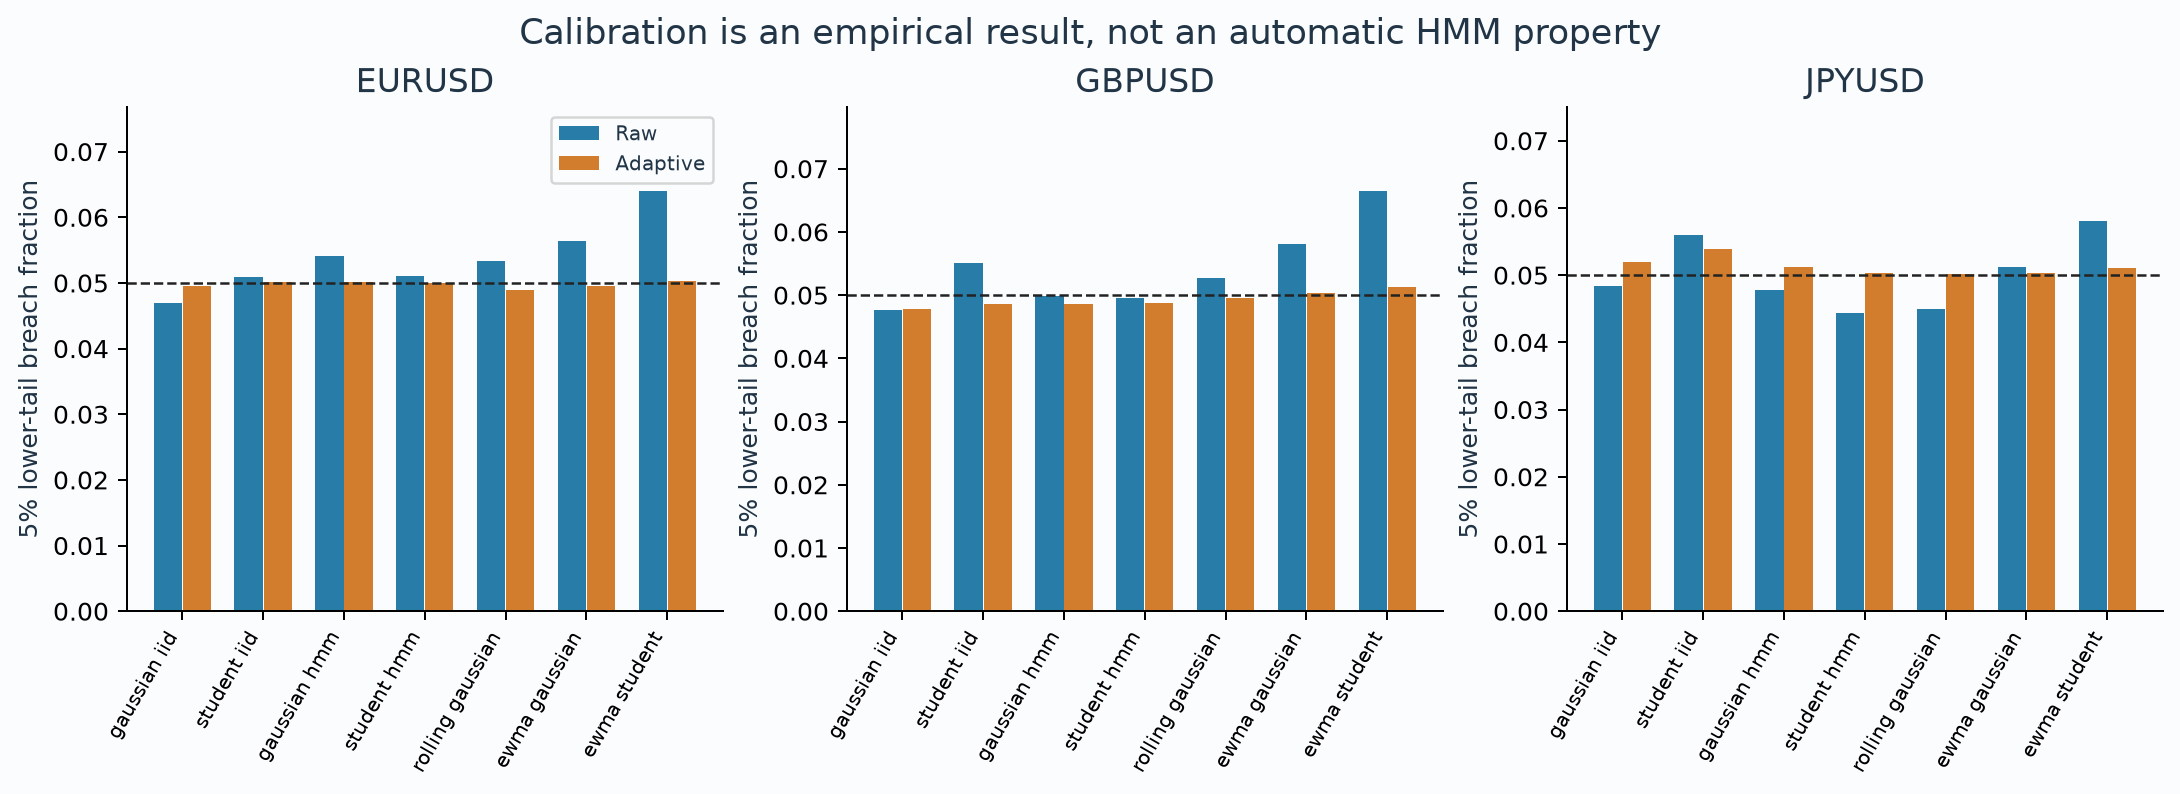 Calibration is an empirical result, not an automatic HMM property
EURUSD
5% lower-tail breach fraction
0.07
0.06
0.05
0.04
0.03
0.02
0.01
0.00
Raw
Adaptive
gaussian iid
student iid
gaussian hmm
student hmm
rolling gaussian
ewma gaussian
ewma student
GBPUSD
5% lower-tail breach fraction
0.07
0.06
0.05
0.04
0.03
0.02
0.01
0.00
gaussian iid
student iid
gaussian hmm
student hmm
rolling gaussian
ewma gaussian
ewma student
JPYUSD
5% lower-tail breach fraction
0.07
0.06
0.05
0.04
0.03
0.02
0.01
0.00
gaussian iid
student iid
gaussian hmm
student hmm
rolling gaussian
ewma gaussian
ewma student